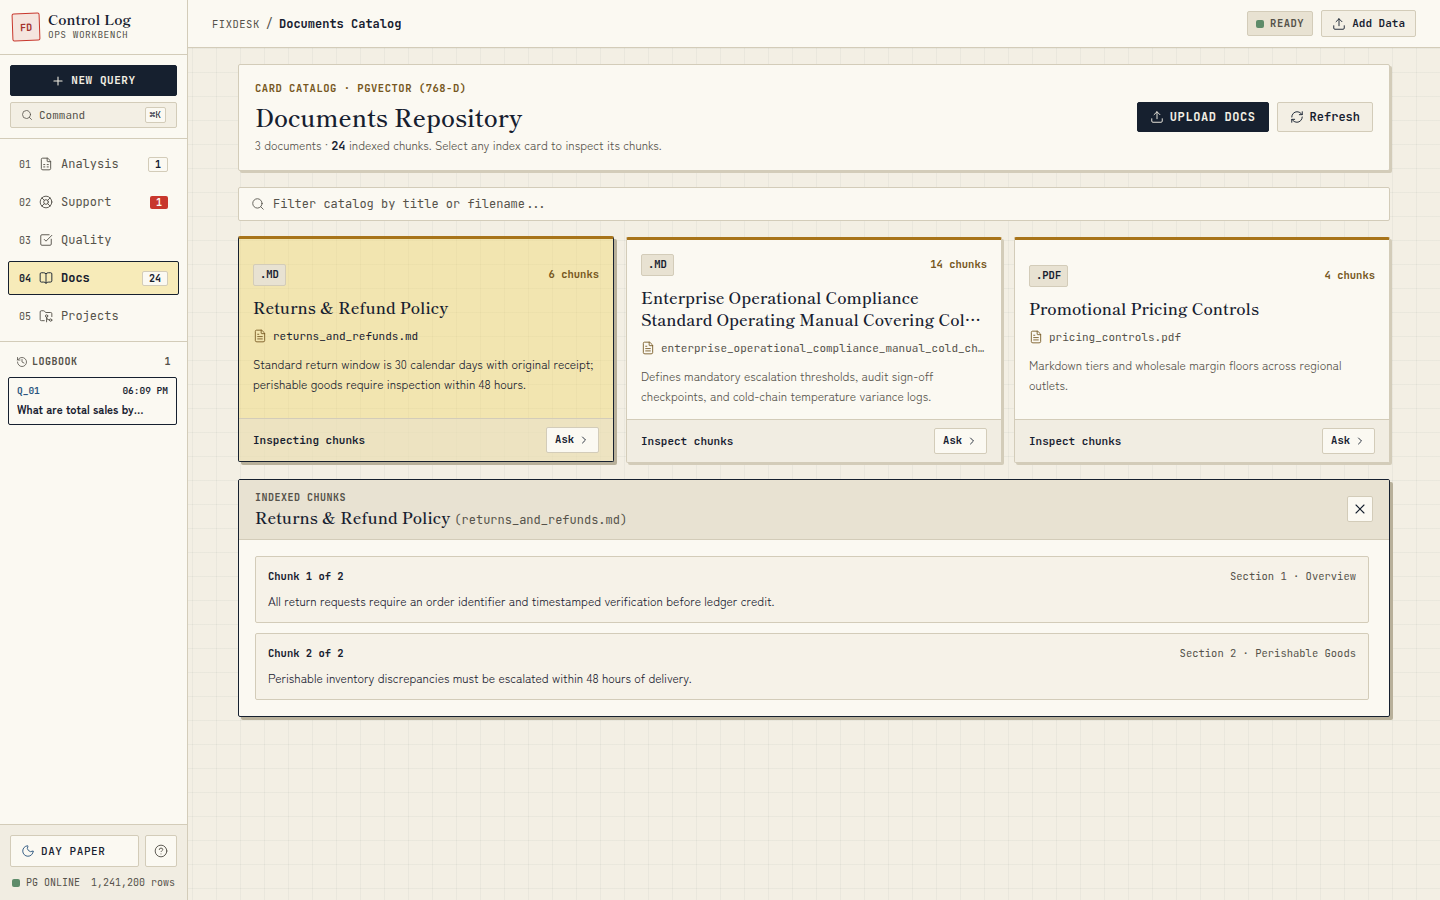 FD
Control Log
OPS WORKBENCH
+ NEW QUERY
Command ⌘K
01 Analysis 1
02 Support 1
03 Quality
04 Docs 24
05 Projects
LOGBOOK 1
Q_01 06:09 PM
What are total sales by...
DAY PAPER
PG ONLINE 1,241,200 rows
FIXDESK / Documents Catalog
READY
Add Data
CARD CATALOG · PGVECTOR (768-D)
Documents Repository
3 documents · 24 indexed chunks. Select any index card to inspect its chunks.
UPLOAD DOCS
Refresh
Filter catalog by title or filename...
.MD 6 chunks
Returns & Refund Policy
returns_and_refunds.md
Standard return window is 30 calendar days with original receipt;
perishable goods require inspection within 48 hours.
Inspecting chunks Ask
.MD 14 chunks
Enterprise Operational Compliance
Standard Operating Manual Covering Col…
enterprise_operational_compliance_manual_cold_ch…
Defines mandatory escalation thresholds, audit sign-off
checkpoints, and cold-chain temperature variance logs.
Inspect chunks Ask
.PDF 4 chunks
Promotional Pricing Controls
pricing_controls.pdf
Markdown tiers and wholesale margin floors across regional
outlets.
Inspect chunks Ask
INDEXED CHUNKS
Returns & Refund Policy (returns_and_refunds.md)
Chunk 1 of 2 Section 1 · Overview
All return requests require an order identifier and timestamped verification before ledger credit.
Chunk 2 of 2 Section 2 · Perishable Goods
Perishable inventory discrepancies must be escalated within 48 hours of delivery.